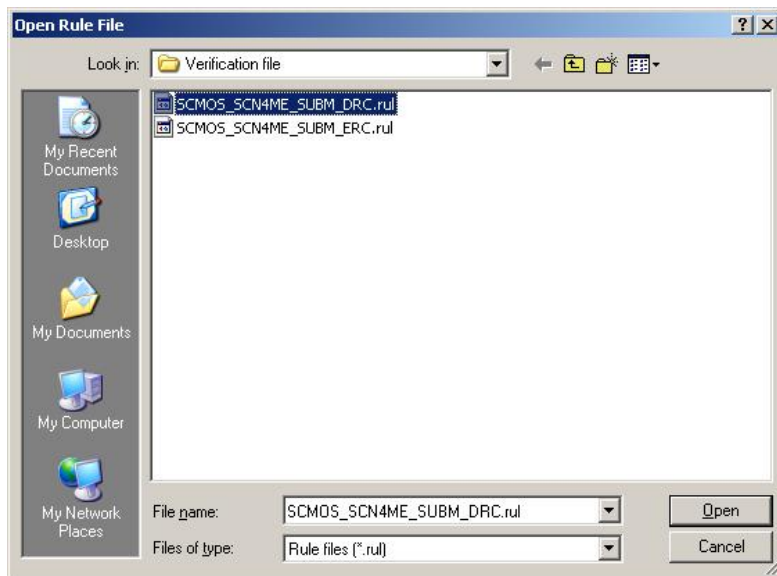 Open Rule File
Look in: Verification file
SCMOS_SCN4ME_SUBM_DRC.rul
SCMOS_SCN4ME_SUBM_ERC.rul
My Recent
Documents
Desktop
My Documents
My Computer
My Network
Places
File name: SCMOS_SCN4ME_SUBM_DRC.rul Open
Files of type: Rule files (*.rul) Cancel